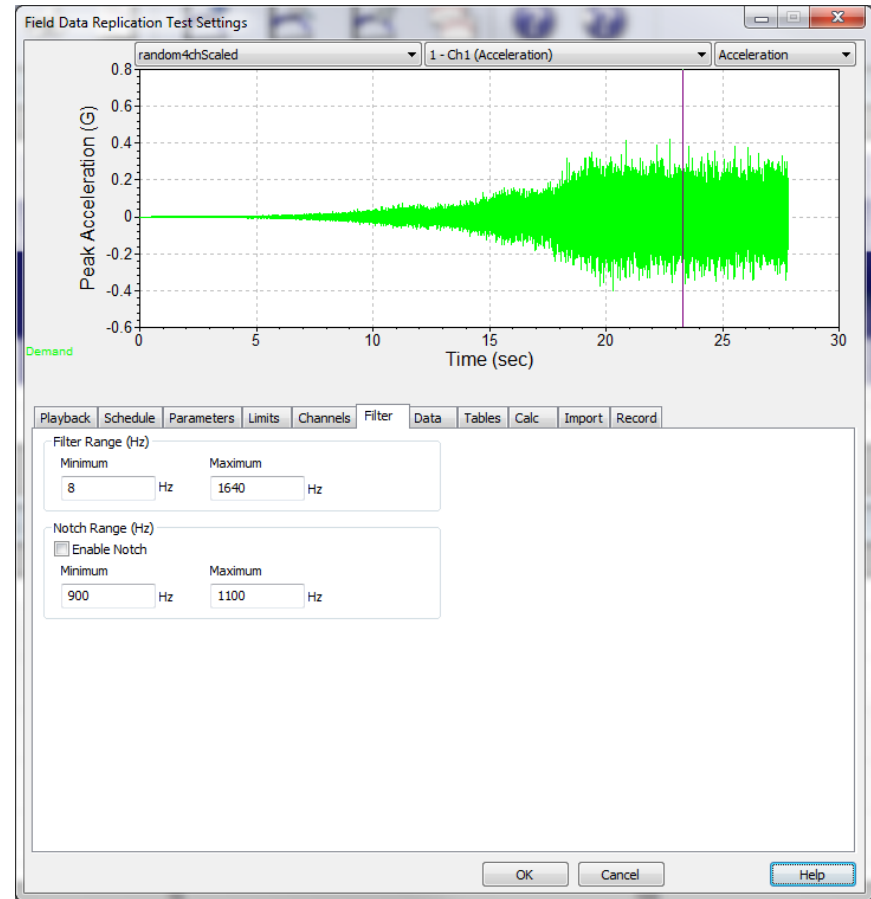 Field Data Replication Test Settings
random4chScaled 1 - Ch1 (Acceleration) Acceleration
0.8
0.6
0.4
0.2
0
-0.2
-0.4
-0.6
Peak Acceleration (G)
0 5 10 15 20 25 30
Demand
Time (sec)
Playback Schedule Parameters Limits Channels Filter Data Tables Calc Import Record
Filter Range (Hz)
Minimum Maximum
8 Hz 1640 Hz
Notch Range (Hz)
Enable Notch
Minimum Maximum
900 Hz 1100 Hz
OK Cancel Help